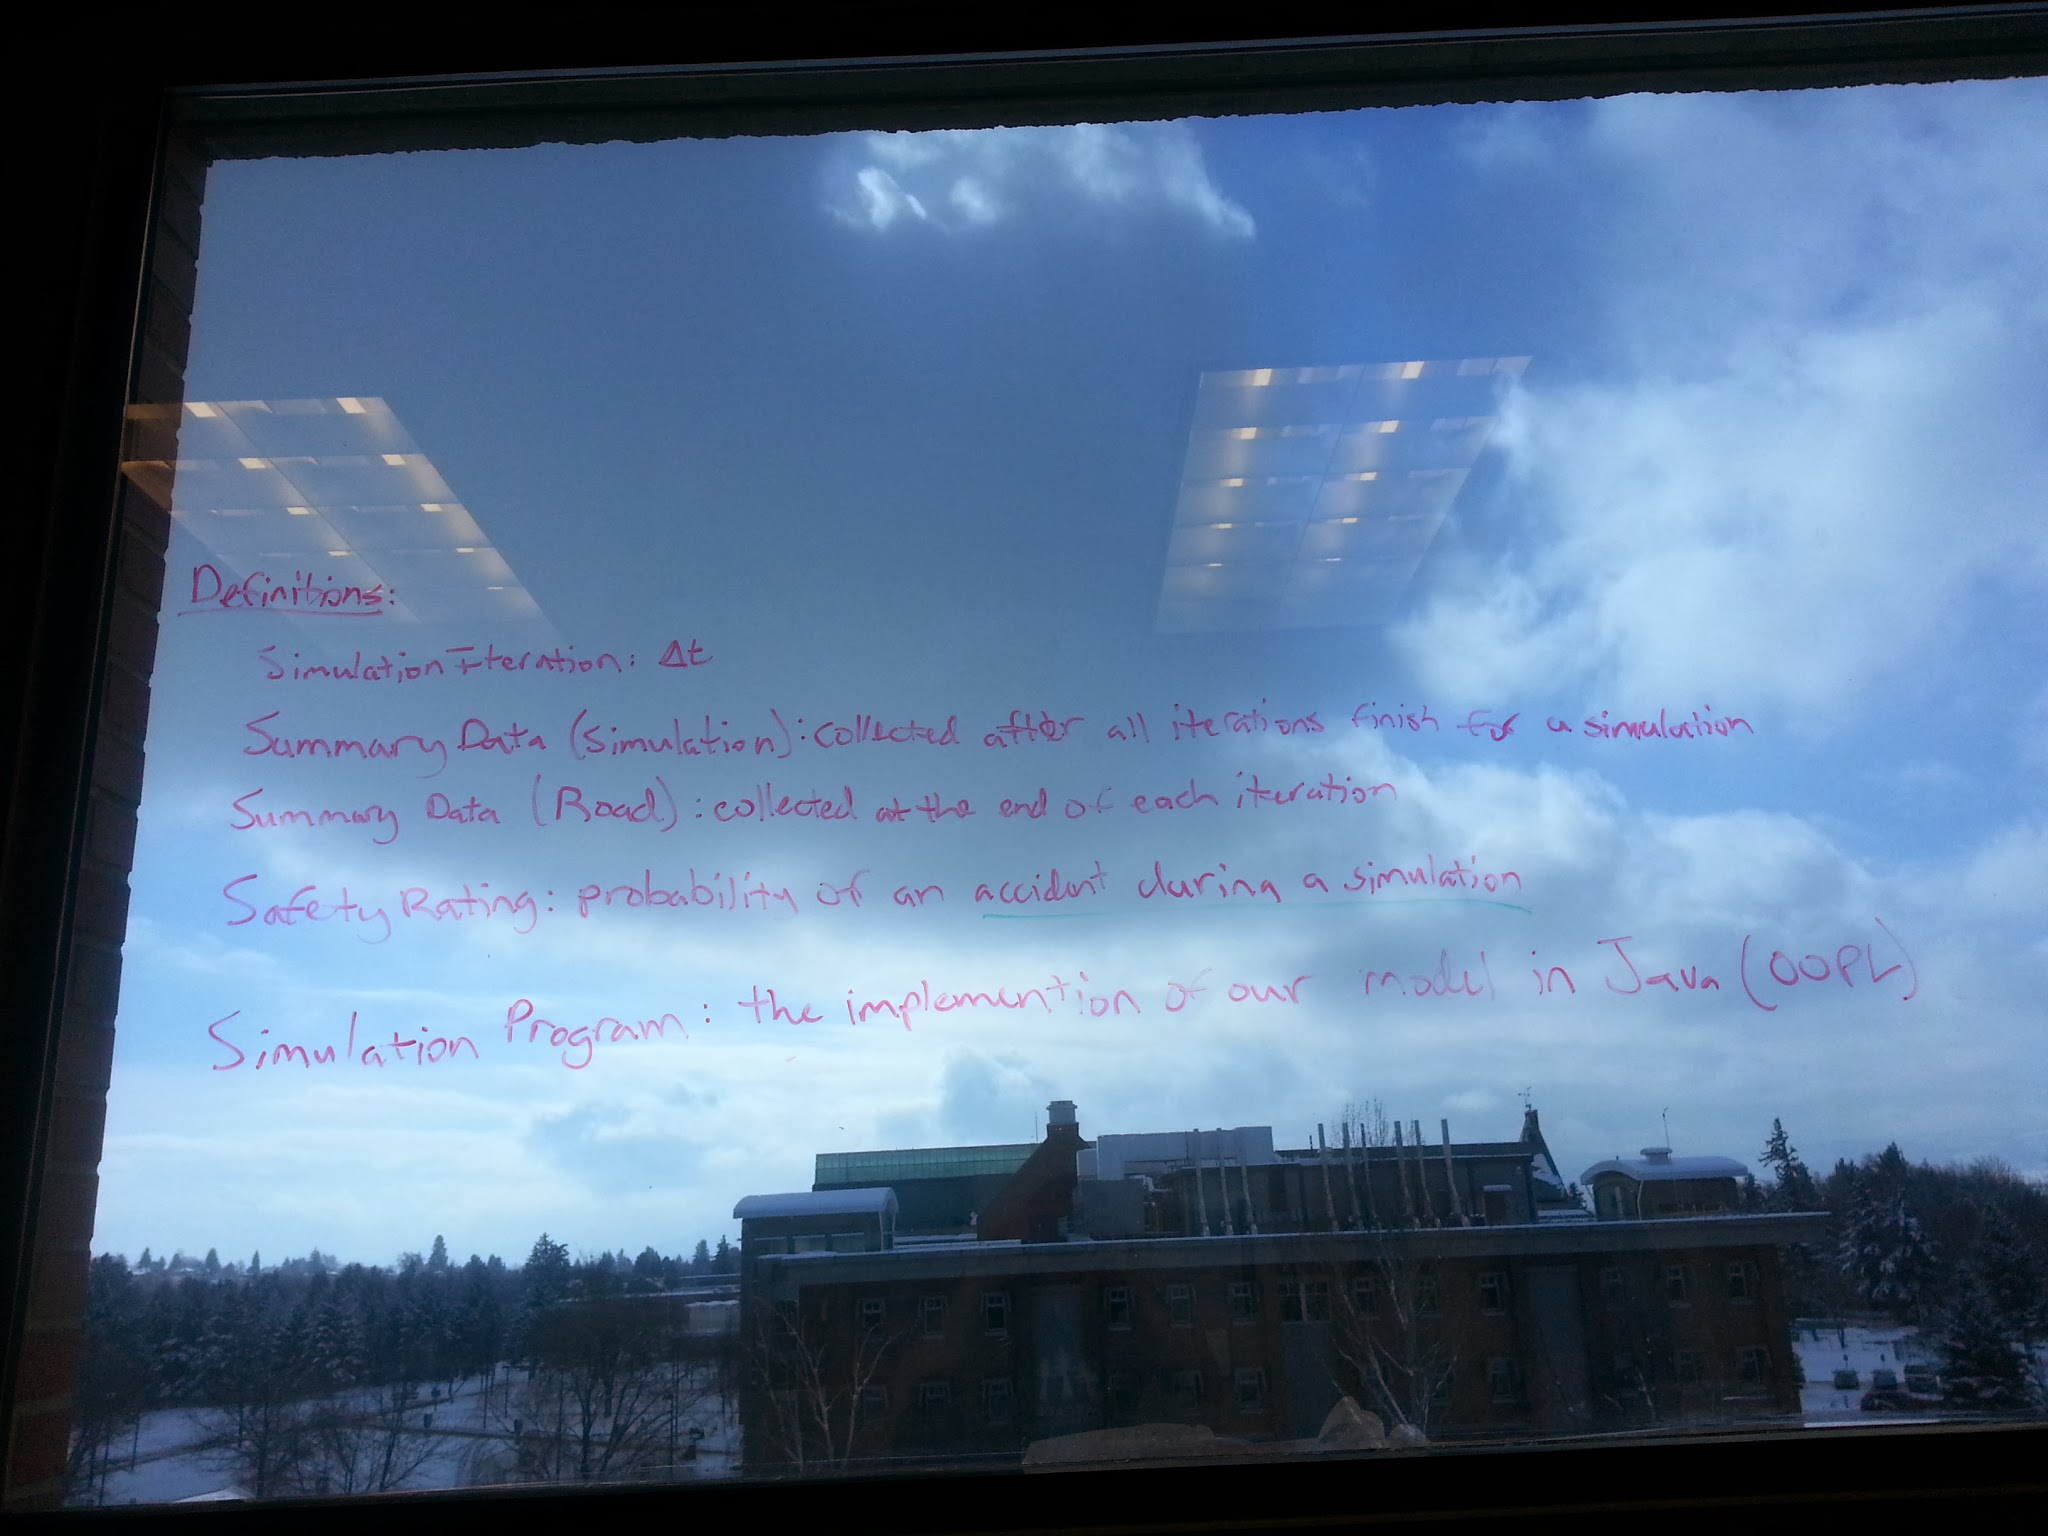 Definitions:
Simulation Iteration: Δt
Summary Data (Simulation): collected after all iterations finish for a simulation
Summary Data (Road): collected at the end of each iteration
Safety Rating: probability of an accident during a simulation
Simulation Program: the implemention of our model in Java (OOPL)